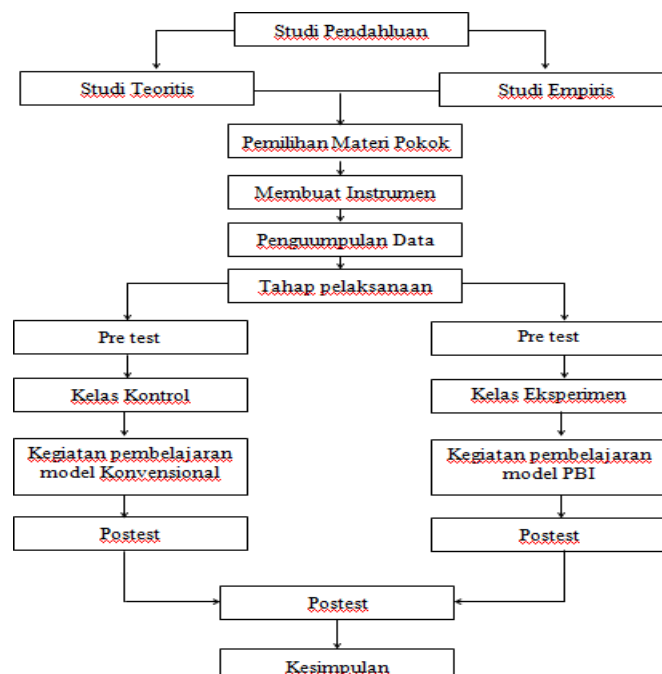 Studi Pendahluan
Studi Teoritis
Studi Empiris
Pemilihan Materi Pokok
Membuat Instrumen
Penguumpulan Data
Tahap pelaksanaan
Pre test
Pre test
Kelas Kontrol
Kelas Eksperimen
Kegiatan pembelajaran
model Konvensional
Kegiatan pembelajaran
model PBI
Postest
Postest
Postest
Kesimpulan